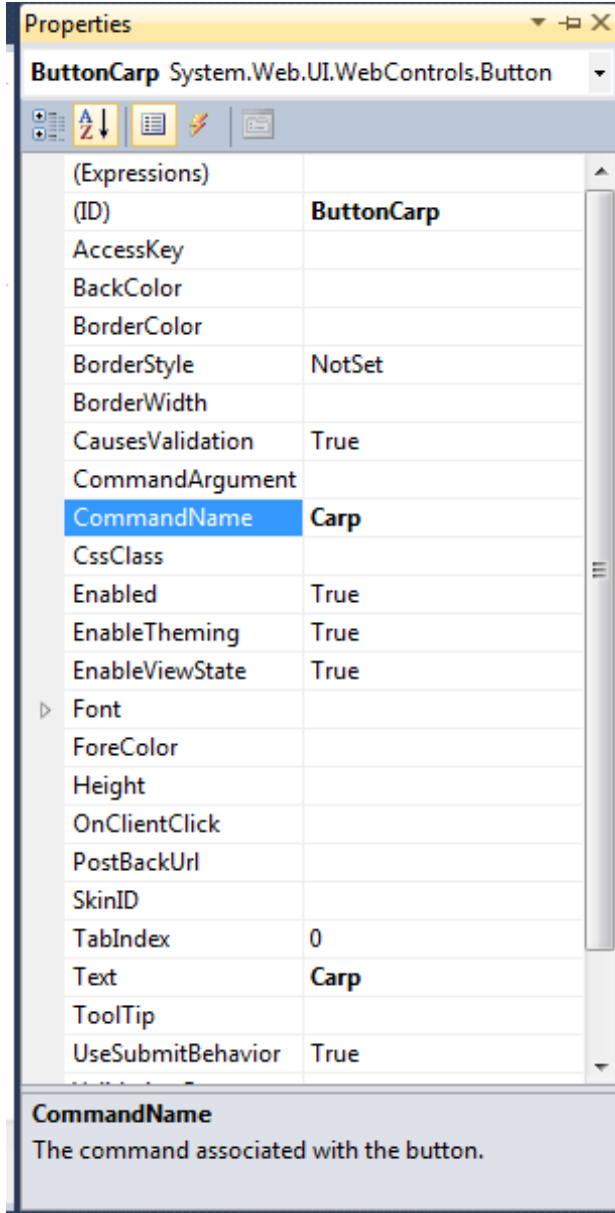 Properties
ButtonCarp System.Web.UI.WebControls.Button
(Expressions)
(ID) ButtonCarp
AccessKey
BackColor
BorderColor
BorderStyle NotSet
BorderWidth
CausesValidation True
CommandArgument
CommandName Carp
CssClass
Enabled True
EnableTheming True
EnableViewState True
Font
ForeColor
Height
OnClientClick
PostBackUrl
SkinID
TabIndex 0
Text Carp
ToolTip
UseSubmitBehavior True
CommandName
The command associated with the button.